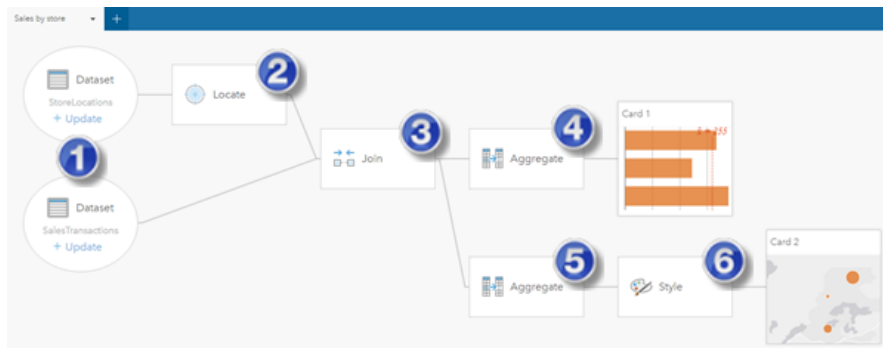 Sales by store
+
Dataset
StoreLocations
+ Update
1
Dataset
SalesTransactions
+ Update
Locate
2
Join
3
Aggregate
4
Card 1
Aggregate
5
Style
6
Card 2